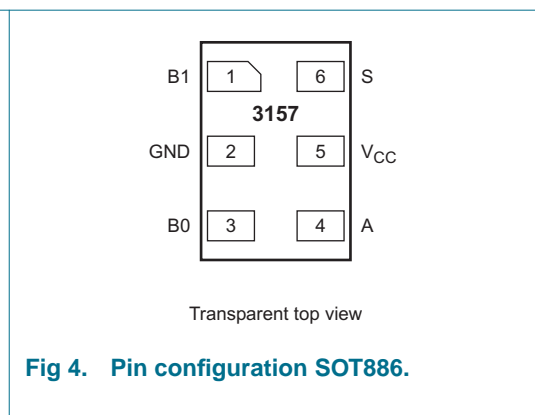 B1 1 6 S
3157
GND 2 5 VCC
B0 3 4 A
Transparent top view
Fig 4. Pin configuration SOT886.